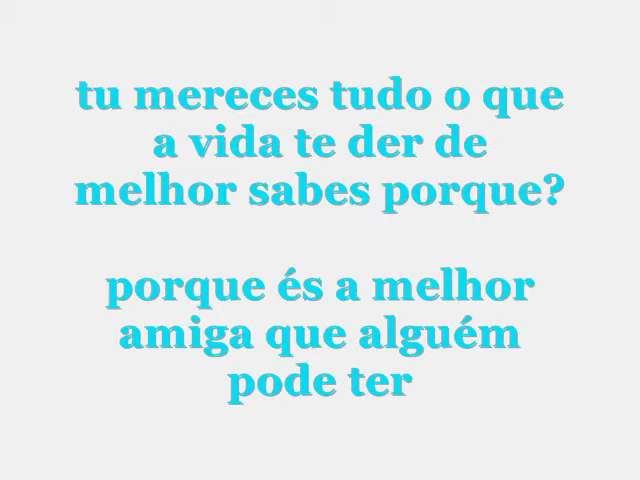 tu mereces tudo o que
a vida te der de
melhor sabes porque?
porque és a melhor
amiga que alguém
pode ter